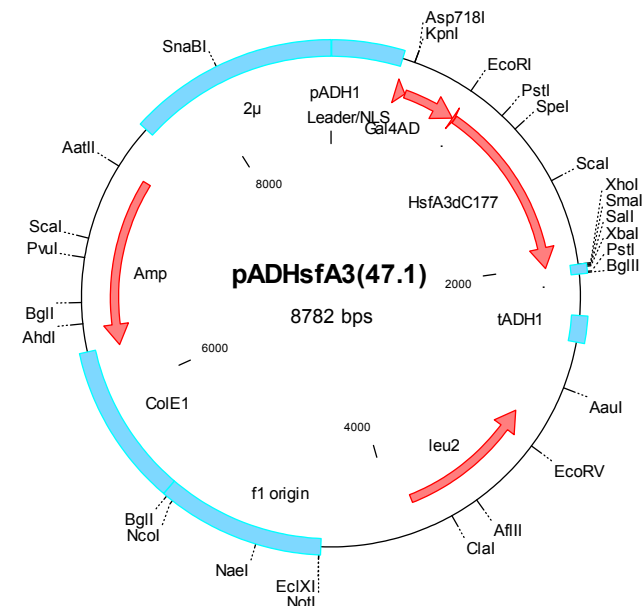 Asp718I
KpnI
SnaBI
EcoRI
pADH1
PstI
SpeI
2µ
Leader/NLS
Gal4AD
AatII
8000
ScaI
HsfA3dC177
XhoI
SmaI
SalI
XbaI
PstI
BglII
ScaI
PvuI
Amp
pADHsfA3(47.1)
2000
8782 bps
BglI
AhdI
tADH1
6000
ColE1
AauI
4000
leu2
EcoRV
f1 origin
BglI
NcoI
AflII
ClaI
NaeI
EclXI
NotI